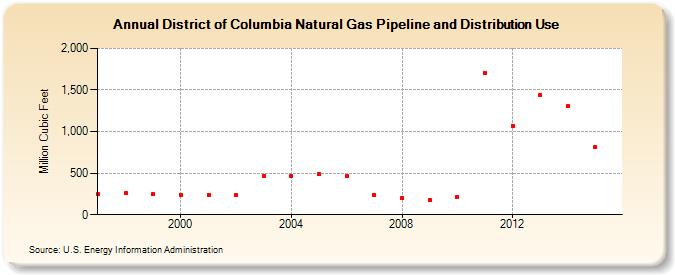 Annual District of Columbia Natural Gas Pipeline and Distribution Use
Million Cubic Feet
2,000
1,500
1,000
500
0
2000 2004 2008 2012
Source: U.S. Energy Information Administration